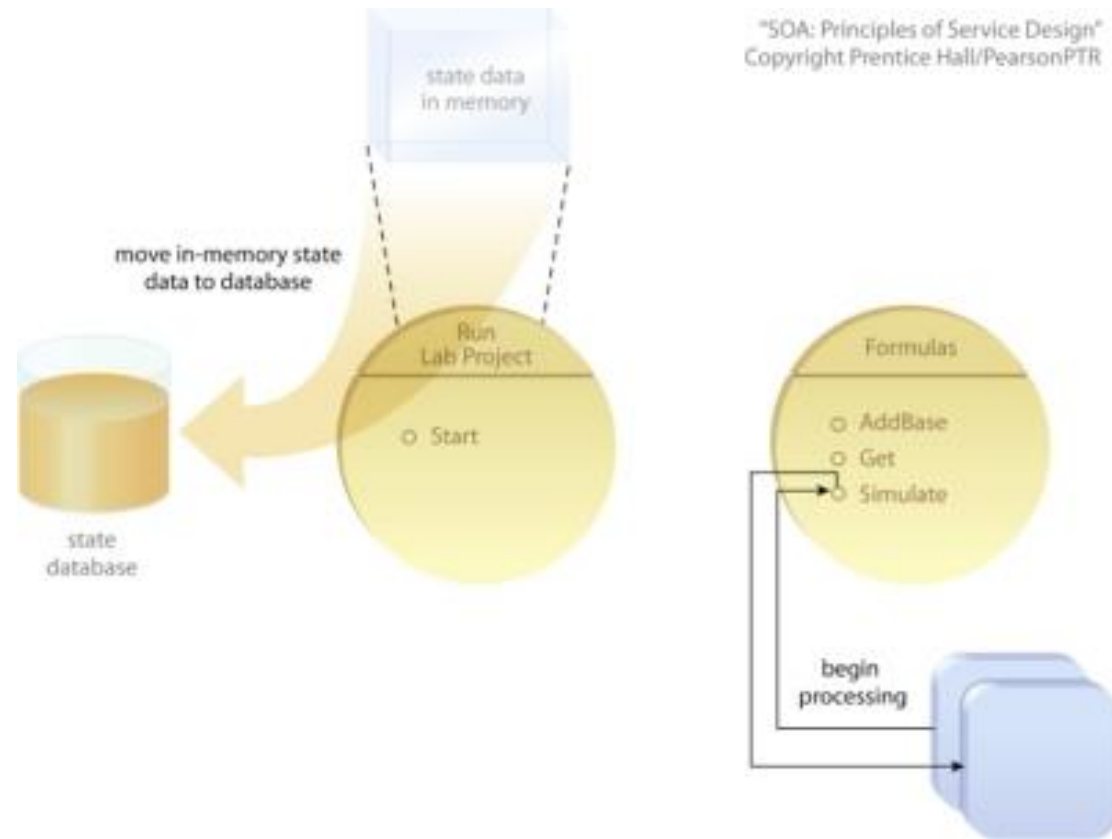 "SOA: Principles of Service Design"
Copyright Prentice Hall/PearsonPTR
state data
in memory
move in-memory state
data to database
Run
Lab Project
Start
state
database
Formulas
AddBase
Get
Simulate
begin
processing